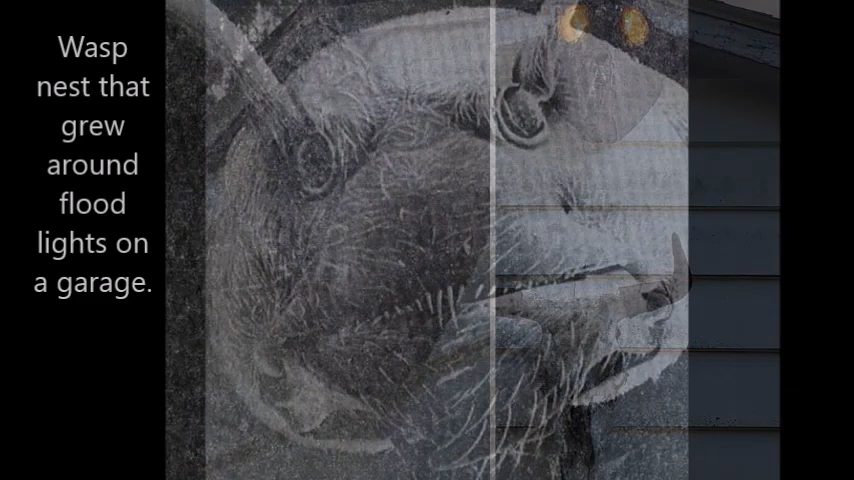 Wasp
nest that
grew
around
flood
lights on
a garage.